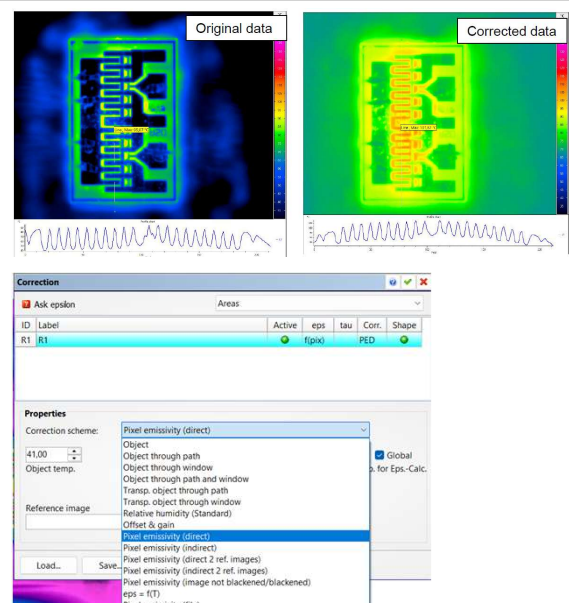 Original data
Corrected data
Correction
Ask epsilon
Areas
ID Label Active eps tau Corr. Shape
R1 R1 f(pix) PED
Properties
Correction scheme: Pixel emissivity (direct)
Object
41,00 Object through path Global
Object temp. Object through window p. for Eps.-Calc.
Object through path and window
Transp. object through path
Transp. object through window
Reference image Relative humidity (Standard)
Offset & gain
Pixel emissivity (direct)
Pixel emissivity (indirect)
Load... Save... Pixel emissivity (direct 2 ref. images)
Pixel emissivity (indirect 2 ref. images)
Pixel emissivity (image not blackened/blackened)
eps = f(T)